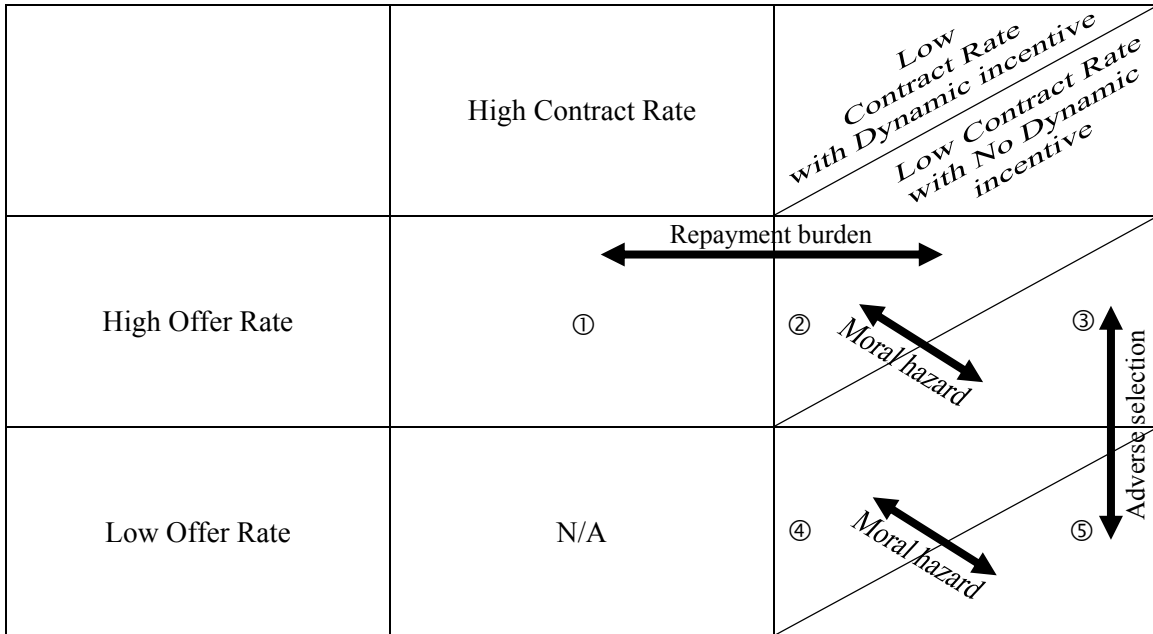 Low
Contract Rate
with Dynamic incentive
Low Contract Rate
with No Dynamic
incentive
High Contract Rate
Repayment burden
High Offer Rate
①
②
Moral hazard
③
Adverse selection
Low Offer Rate
N/A
④
Moral hazard
⑤